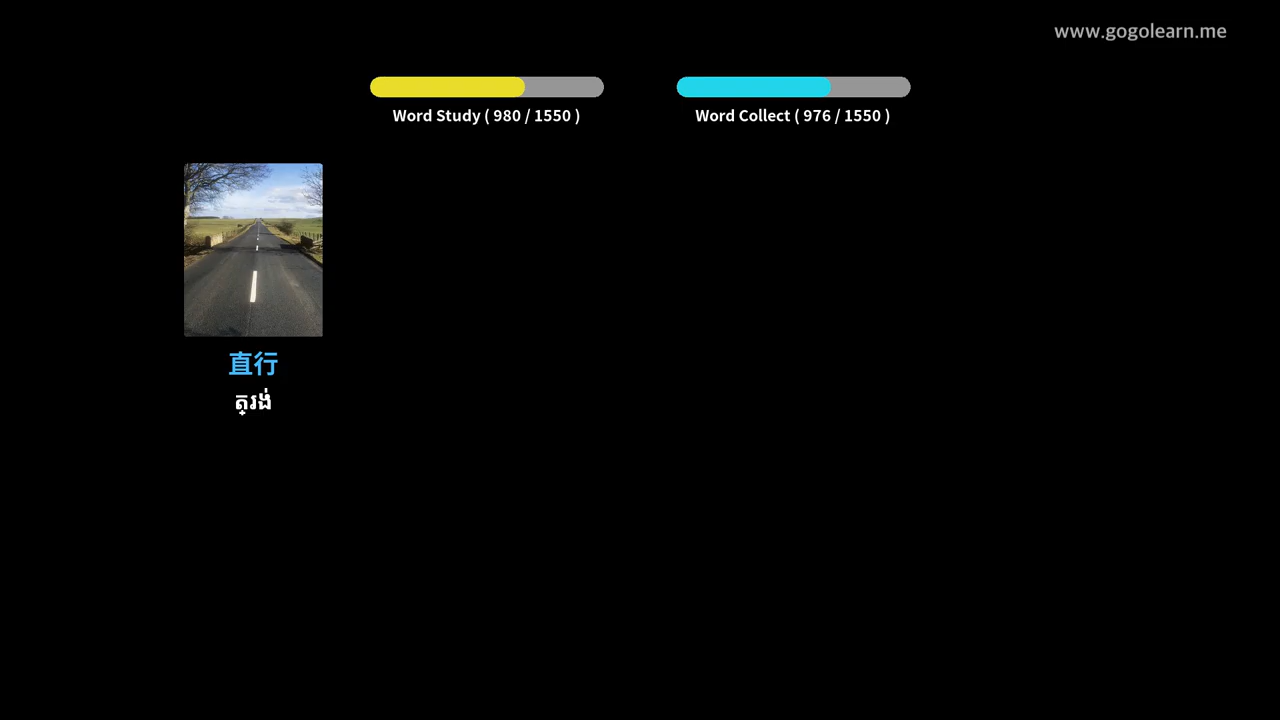 www.gogolearn.me
Word Study ( 980 / 1550 )
Word Collect ( 976 / 1550 )
直行
ត្រង់